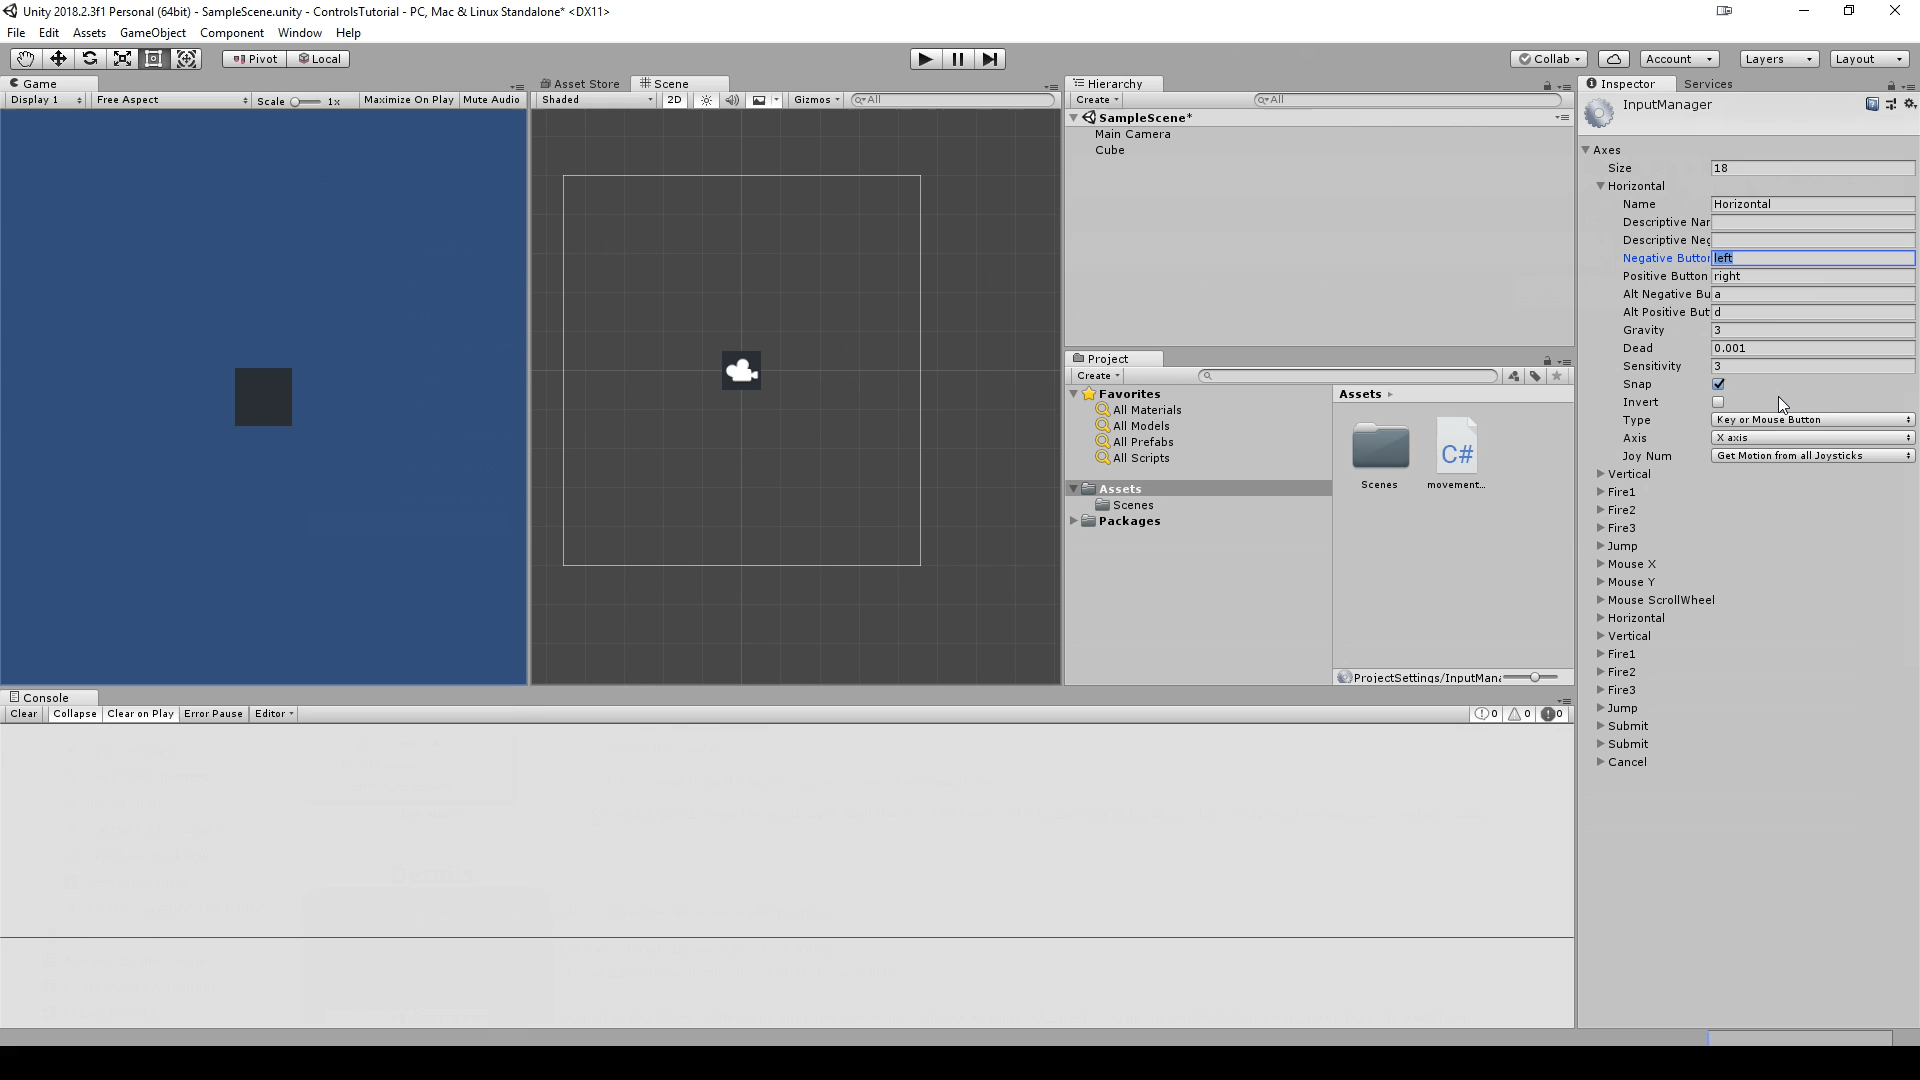 Unity 2018.2.3f1 Personal (64bit) - SampleScene.unity - ControlsTutorial - PC, Mac & Linux Standalone* <DX11>
File Edit Assets GameObject Component Window Help
Pivot Local Collab Account Layers Layout
Game
Display 1 Free Aspect Scale 1x Maximize On Play Mute Audio
Asset Store Scene
Shaded 2D Gizmos All
Hierarchy
Create All
SampleScene*
Main Camera
Cube
Project
Create
Favorites
All Materials
All Models
All Prefabs
All Scripts
Assets
Scenes
Packages
Assets
Scenes
movement...
C#
ProjectSettings/InputMana
Inspector Services
InputManager
Axes
Size 18
Horizontal
Name Horizontal
Descriptive Nar
Descriptive Neg
Negative Button left
Positive Button right
Alt Negative Bu a
Alt Positive But d
Gravity 3
Dead 0.001
Sensitivity 3
Snap
Invert
Type Key or Mouse Button
Axis X axis
Joy Num Get Motion from all Joysticks
Vertical
Fire1
Fire2
Fire3
Jump
Mouse X
Mouse Y
Mouse ScrollWheel
Horizontal
Vertical
Fire1
Fire2
Fire3
Jump
Submit
Submit
Cancel
Console
Clear Collapse Clear on Play Error Pause Editor 0 0 0